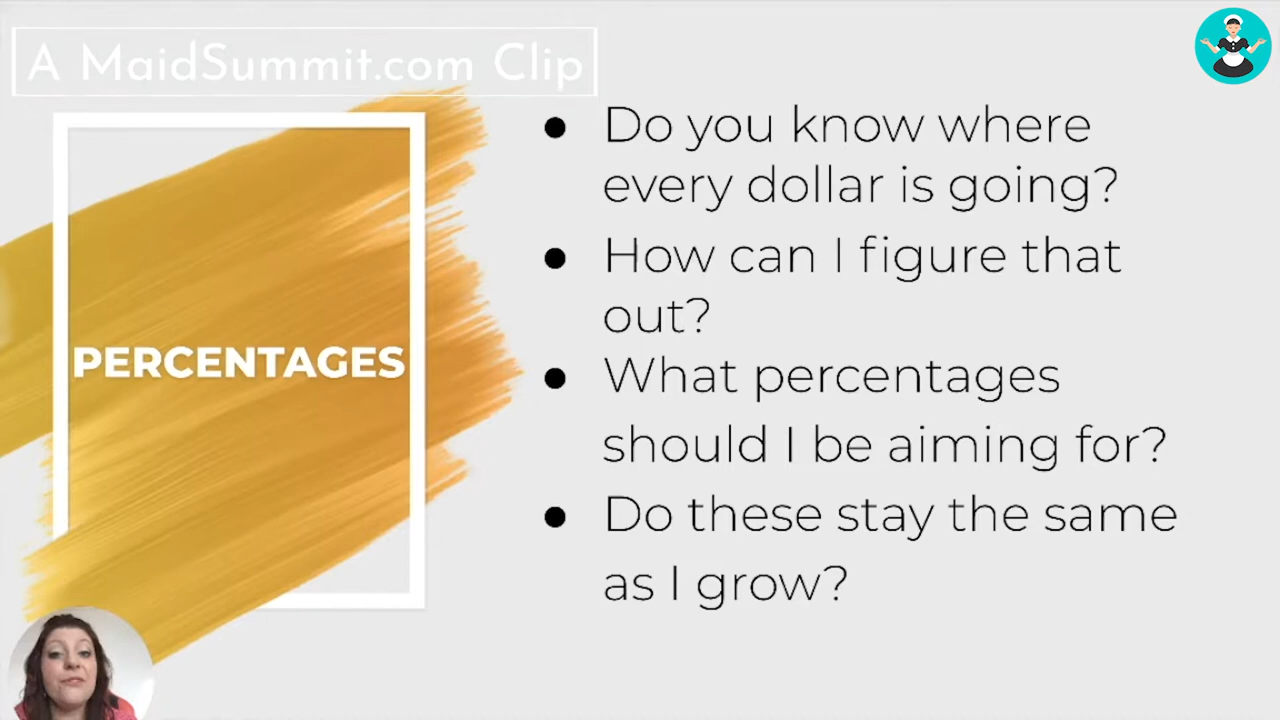 A MaidSummit.com Clip
PERCENTAGES
● Do you know where
every dollar is going?
● How can I figure that
out?
● What percentages
should I be aiming for?
● Do these stay the same
as I grow?